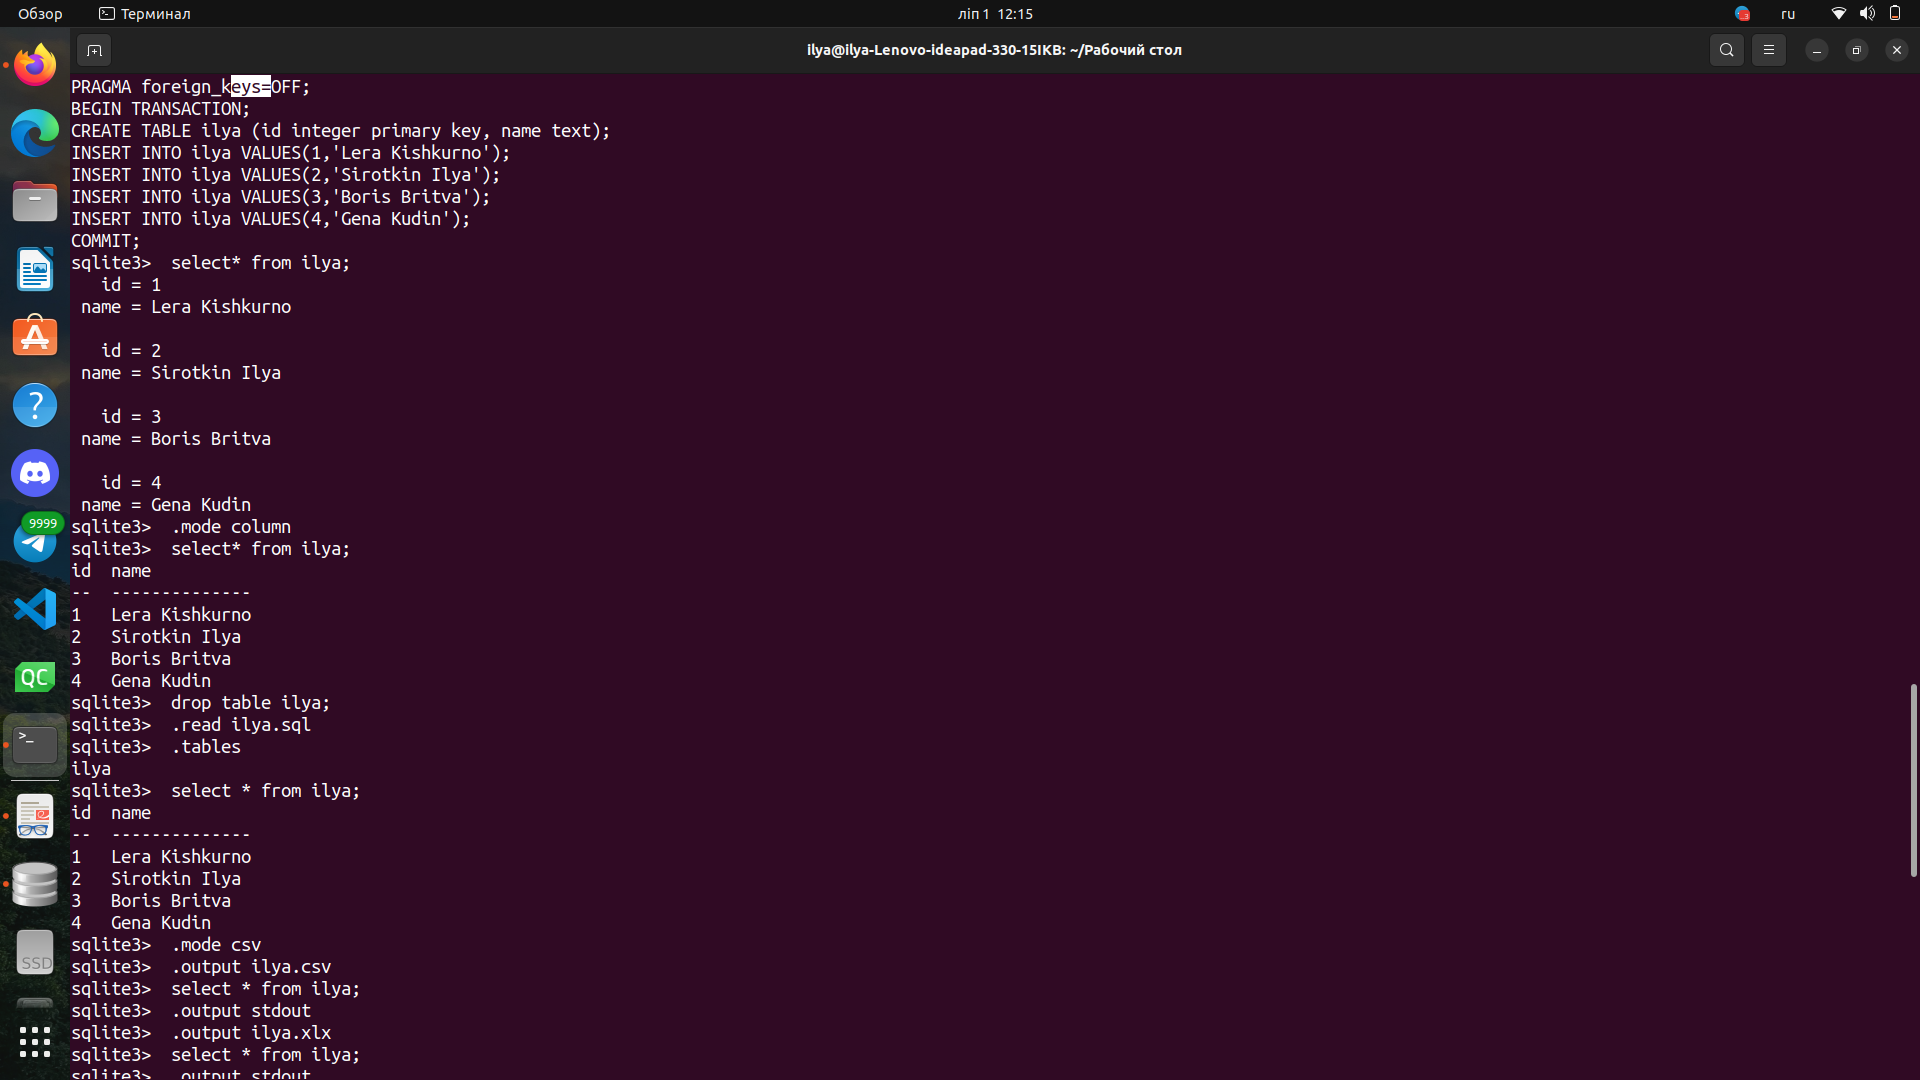 Обзор
Терминал
ліп 1 12:15
ru
ilya@ilya-Lenovo-ideapad-330-15IKB: ~/Рабочий стол
PRAGMA foreign_keys=OFF;
BEGIN TRANSACTION;
CREATE TABLE ilya (id integer primary key, name text);
INSERT INTO ilya VALUES(1,'Lera Kishkurno');
INSERT INTO ilya VALUES(2,'Sirotkin Ilya');
INSERT INTO ilya VALUES(3,'Boris Britva');
INSERT INTO ilya VALUES(4,'Gena Kudin');
COMMIT;
sqlite3>  select* from ilya;
   id = 1
 name = Lera Kishkurno
   id = 2
 name = Sirotkin Ilya
   id = 3
 name = Boris Britva
   id = 4
 name = Gena Kudin
sqlite3>  .mode column
sqlite3>  select* from ilya;
id  name
--  --------------
1   Lera Kishkurno
2   Sirotkin Ilya
3   Boris Britva
4   Gena Kudin
sqlite3>  drop table ilya;
sqlite3>  .read ilya.sql
sqlite3>  .tables
ilya
sqlite3>  select * from ilya;
id  name
--  --------------
1   Lera Kishkurno
2   Sirotkin Ilya
3   Boris Britva
4   Gena Kudin
sqlite3>  .mode csv
sqlite3>  .output ilya.csv
sqlite3>  select * from ilya;
sqlite3>  .output stdout
sqlite3>  .output ilya.xlx
sqlite3>  select * from ilya;
sqlite3>  .output stdout
9999
QC
>_
SSD